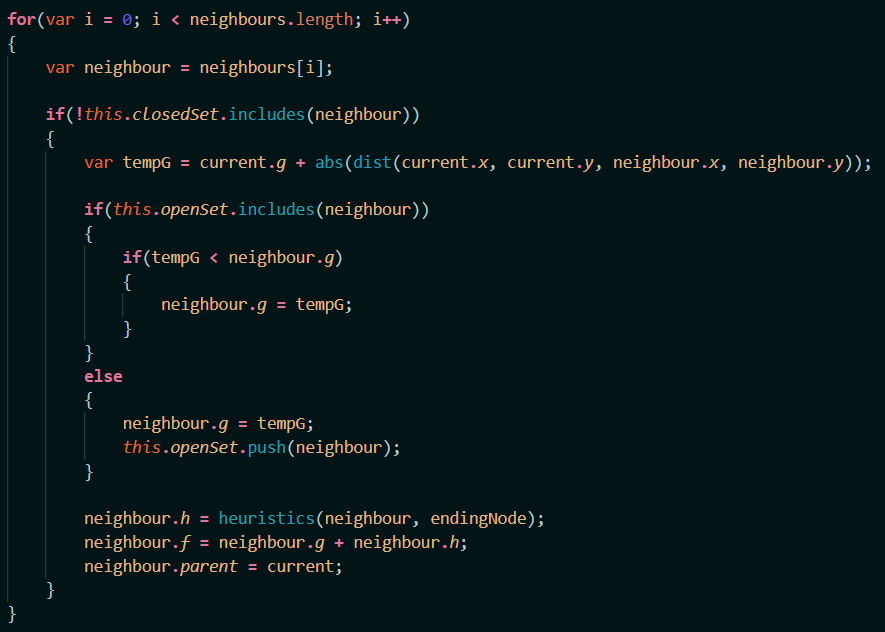 for(var i = 0; i < neighbours.length; i++)
{
    var neighbour = neighbours[i];

    if(!this.closedSet.includes(neighbour))
    {
        var tempG = current.g + abs(dist(current.x, current.y, neighbour.x, neighbour.y));

        if(this.openSet.includes(neighbour))
        {
            if(tempG < neighbour.g)
            {
                neighbour.g = tempG;
            }
        }
        else
        {
            neighbour.g = tempG;
            this.openSet.push(neighbour);
        }

        neighbour.h = heuristics(neighbour, endingNode);
        neighbour.f = neighbour.g + neighbour.h;
        neighbour.parent = current;
    }
}